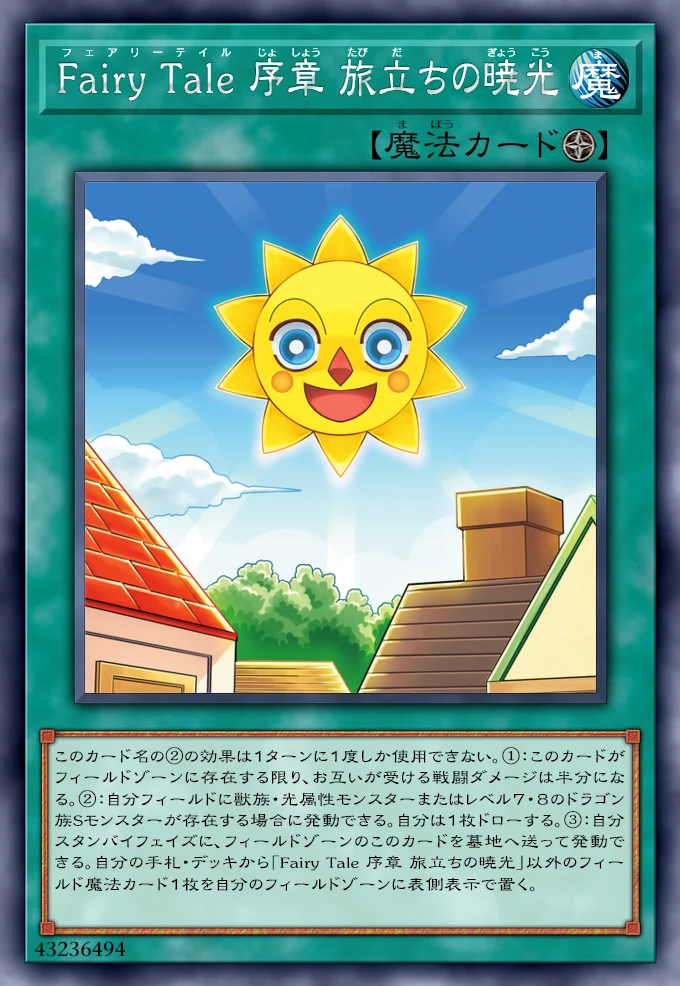 フェアリーテイル じょ しょう たび だ ぎょう こう
Fairy Tale 序章 旅立ちの暁光
ま
魔
ま ほう
【魔法カード】
このカード名の②の効果は1ターンに1度しか使用できない。①:このカードが
フィールドゾーンに存在する限り、お互いが受ける戦闘ダメージは半分にな
る。②:自分フィールドに獣族・光属性モンスターまたはレベル7・8のドラゴン
族Sモンスターが存在する場合に発動できる。自分は1枚ドローする。③:自分
スタンバイフェイズに、フィールドゾーンのこのカードを墓地へ送って発動で
きる。自分の手札・デッキから「Fairy Tale 序章 旅立ちの暁光」以外のフィー
ルド魔法カード1枚を自分のフィールドゾーンに表側表示で置く。
43236494